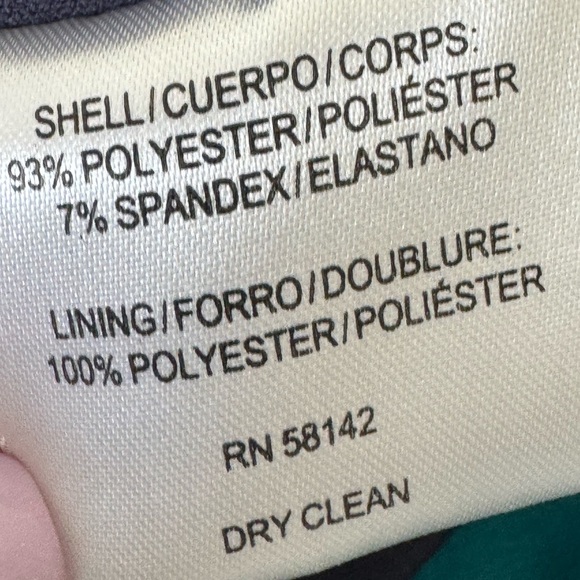 SHELL/CUERPO/CORPS:
93% POLYESTER/POLIÉSTER
7% SPANDEX/ELASTANO
LINING/FORRO/DOUBLURE:
100% POLYESTER/POLIÉSTER
RN 58142
DRY CLEAN